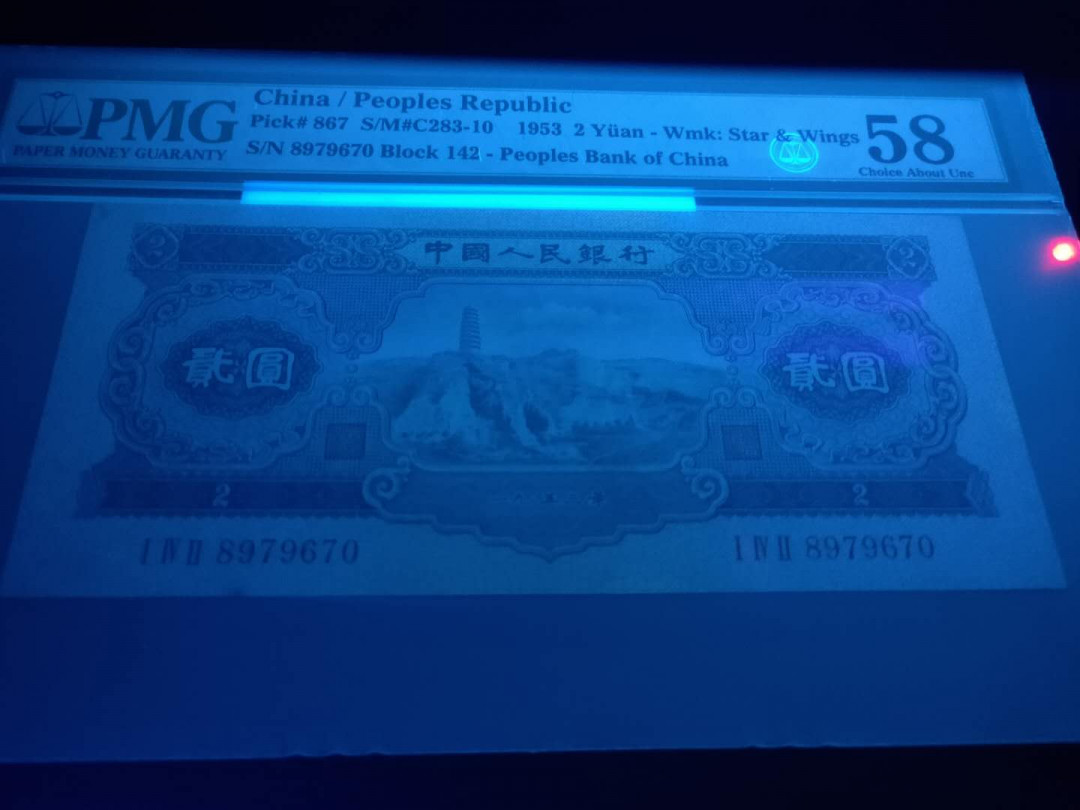 PMG
PAPER MONEY GUARANTY
China / Peoples Republic
Pick# 867 S/M#C283-10 1953 2 Yüan - Wmk: Star & Wings
S/N 8979670 Block 142 - Peoples Bank of China
58
Choice About Unc
2 中國人民銀行 2
貳圓 貳圓
2 2
I IV II 8979670 I IV II 8979670